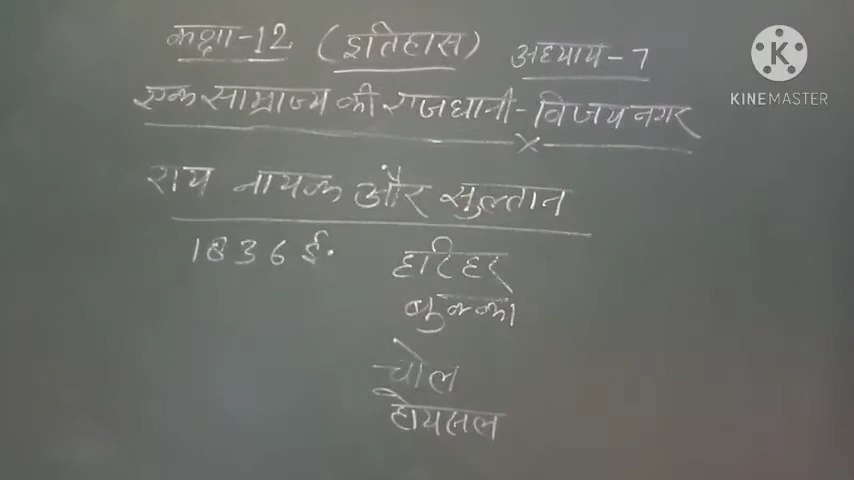 कक्षा-12 (इतिहास) अध्याय-7
KINEMASTER
एक साम्राज्य की राजधानी-विजयनगर
राय नायक और सुल्तान
1836 ई. हरिहर
बुक्का
चोल
होयसल